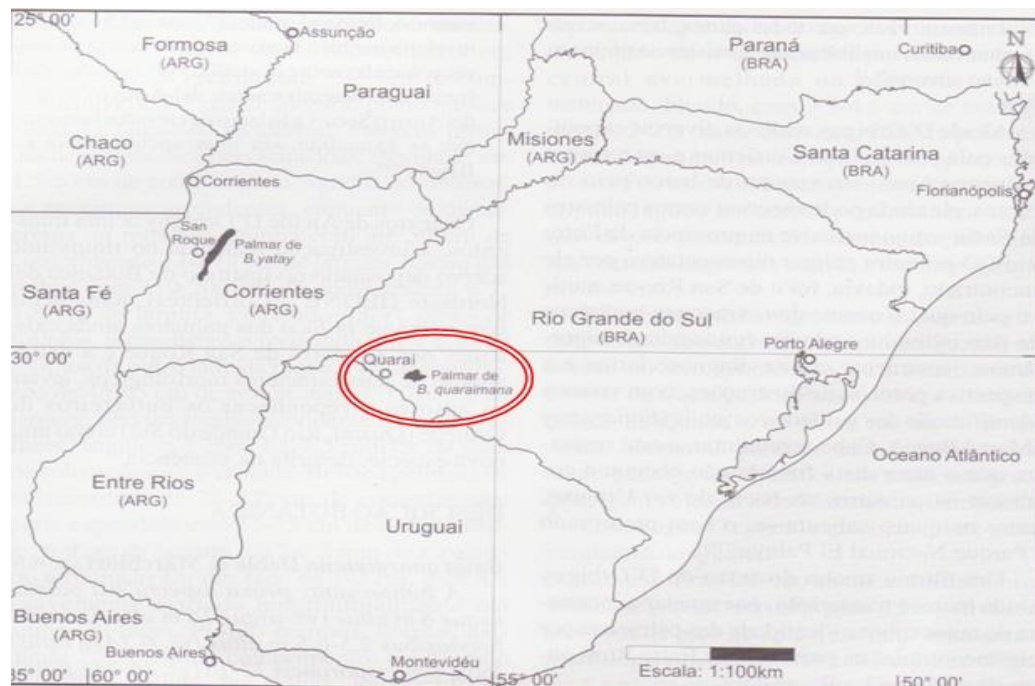 25° 00'
Formosa
(ARG)
Assunção
Paraná
(BRA)
Curitiba
N
Paraguai
Chaco
(ARG)
Misiones
(ARG)
Santa Catarina
(BRA)
Corrientes
Florianópolis
San
Roque
Palmar de
B.yatay
Santa Fé
(ARG)
Corrientes
(ARG)
Rio Grande do Sul
(BRA)
Porto Alegre
30° 00'
Quaraí
Palmar de
B. quaraimana
Oceano Atlântico
Entre Rios
(ARG)
Uruguai
Buenos Aires
(ARG)
Buenos Aires
Montevidéu
Escala: 1:100km
35° 00'
60° 00'
55° 00'
50° 00'